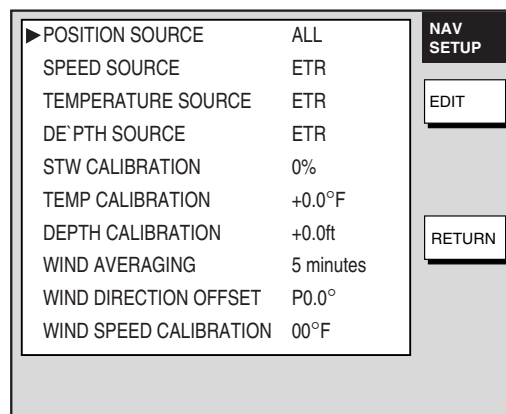 ▶POSITION SOURCE ALL
SPEED SOURCE ETR
TEMPERATURE SOURCE ETR
DE`PTH SOURCE ETR
STW CALIBRATION 0%
TEMP CALIBRATION +0.0°F
DEPTH CALIBRATION +0.0ft
WIND AVERAGING 5 minutes
WIND DIRECTION OFFSET P0.0°
WIND SPEED CALIBRATION 00°F
NAV
SETUP
EDIT
RETURN